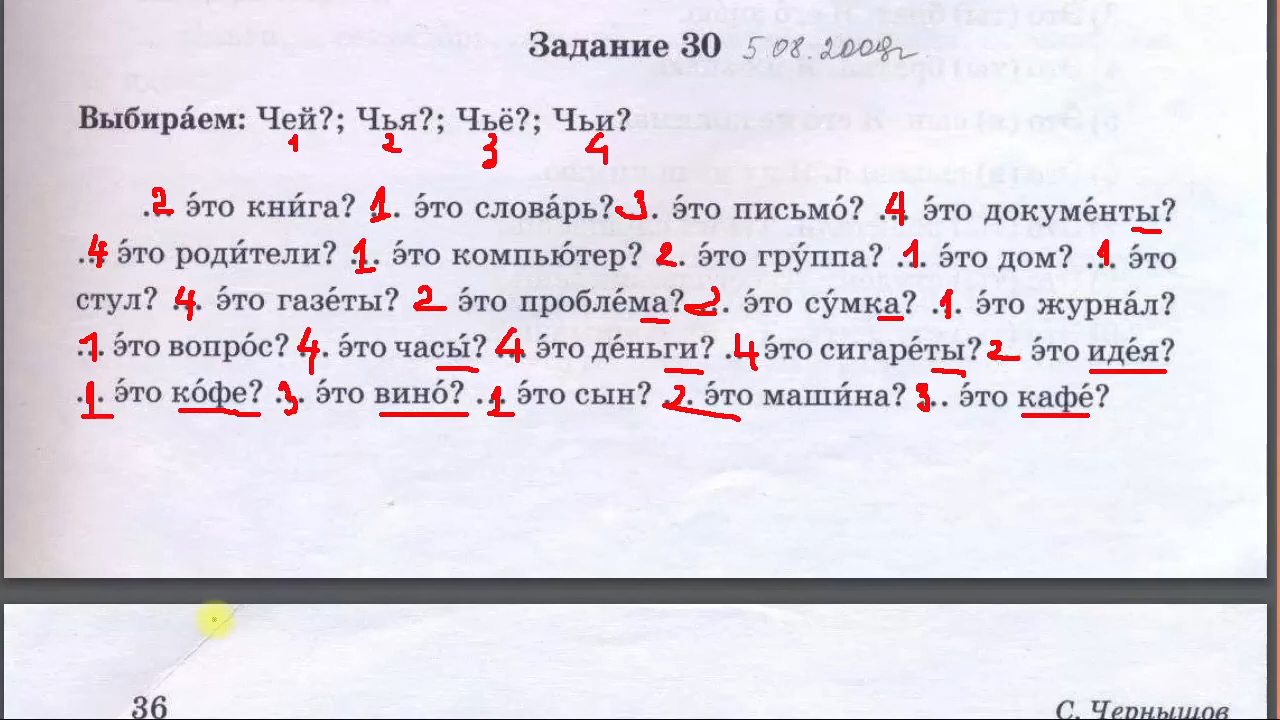 Задание 30 5.08.2009г
Выбира́ем: Чей?; Чья?; Чьё?; Чьи?
1 2 3 4
2 э́то кни́га? 1 э́то слова́рь? 3 э́то письмо́? 4 э́то докуме́нты?
4 э́то роди́тели? 1 э́то компью́тер? 2 э́то гру́ппа? 1 э́то дом? 1 э́то
стул? 4 э́то газе́ты? 2 э́то пробле́ма? 2 э́то су́мка? 1 э́то журна́л?
1 э́то вопро́с? 4 э́то часы́? 4 э́то де́ньги? 4 э́то сигаре́ты? 2 э́то иде́я?
1 э́то ко́фе? 3 э́то вино́? 1 э́то сын? 2 э́то маши́на? 3 э́то кафе́?
36 С. Чернышов